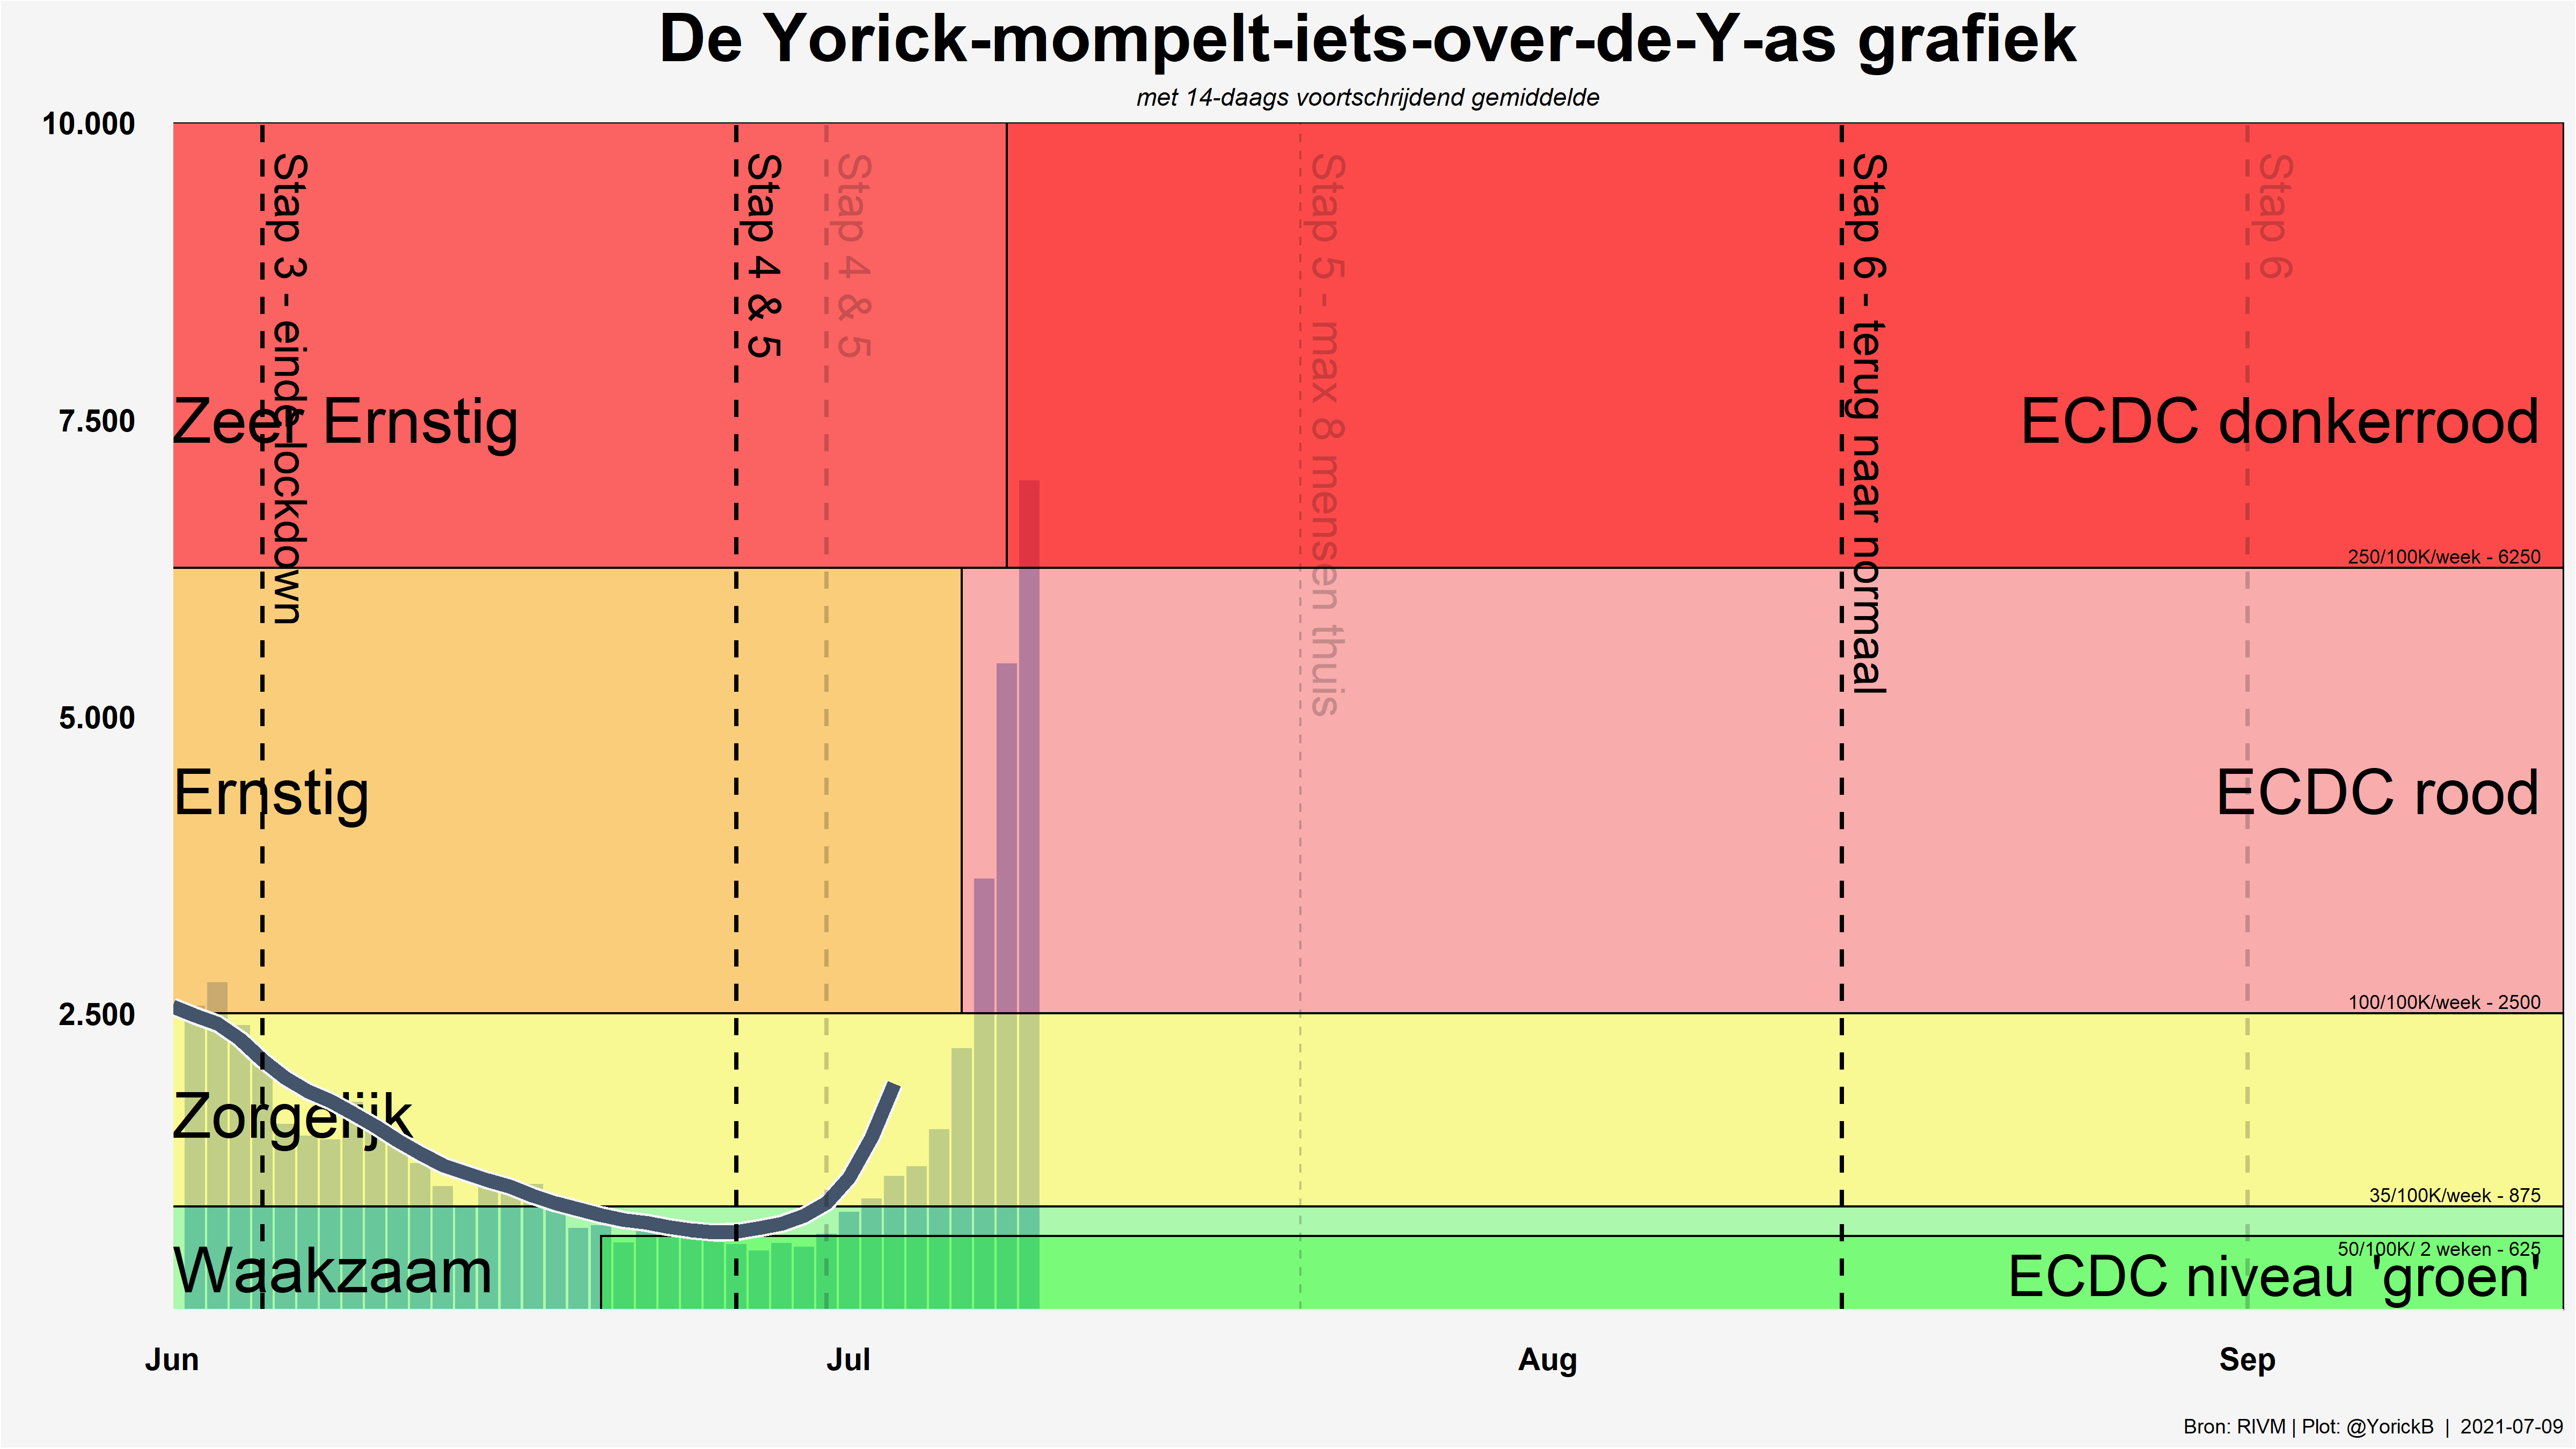 De Yorick-mompelt-iets-over-de-Y-as grafiek
met 14-daags voortschrijdend gemiddelde
10.000
7.500
5.000
2.500
Stap 3 - einde lockdown
Stap 4 & 5
Stap 4 & 5
Stap 5 - max 8 mensen thuis
Stap 6 - terug naar normaal
Stap 6
Zeer Ernstig
ECDC donkerrood
250/100K/week - 6250
Ernstig
ECDC rood
100/100K/week - 2500
Zorgelijk
35/100K/week - 875
50/100K/ 2 weken - 625
Waakzaam
ECDC niveau 'groen'
Jun
Jul
Aug
Sep
Bron: RIVM | Plot: @YorickB | 2021-07-09